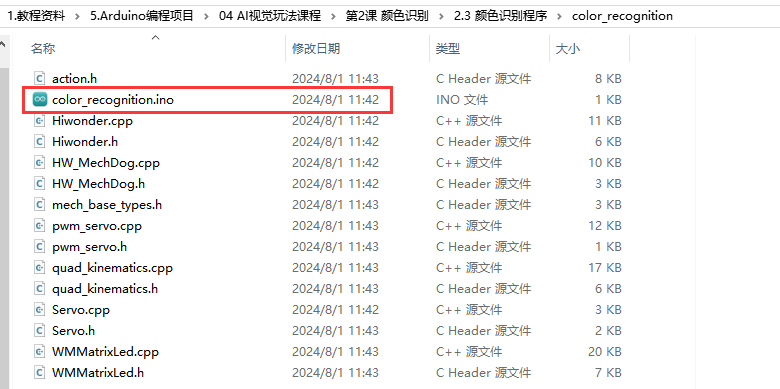 1.教程资料 > 5.Arduino编程项目 > 04 AI视觉玩法课程 > 第2课 颜色识别 > 2.3 颜色识别程序 > color_recognition
名称 修改日期 类型 大小
action.h 2024/8/1 11:43 C Header 源文件 8 KB
color_recognition.ino 2024/8/1 11:42 INO 文件 1 KB
Hiwonder.cpp 2024/8/1 11:42 C++ 源文件 11 KB
Hiwonder.h 2024/8/1 11:42 C Header 源文件 6 KB
HW_MechDog.cpp 2024/8/1 11:42 C++ 源文件 10 KB
HW_MechDog.h 2024/8/1 11:42 C Header 源文件 3 KB
mech_base_types.h 2024/8/1 11:43 C Header 源文件 3 KB
pwm_servo.cpp 2024/8/1 11:43 C++ 源文件 12 KB
pwm_servo.h 2024/8/1 11:43 C Header 源文件 1 KB
quad_kinematics.cpp 2024/8/1 11:43 C++ 源文件 17 KB
quad_kinematics.h 2024/8/1 11:43 C Header 源文件 6 KB
Servo.cpp 2024/8/1 11:42 C++ 源文件 3 KB
Servo.h 2024/8/1 11:43 C Header 源文件 2 KB
WMMatrixLed.cpp 2024/8/1 11:43 C++ 源文件 20 KB
WMMatrixLed.h 2024/8/1 11:43 C Header 源文件 7 KB